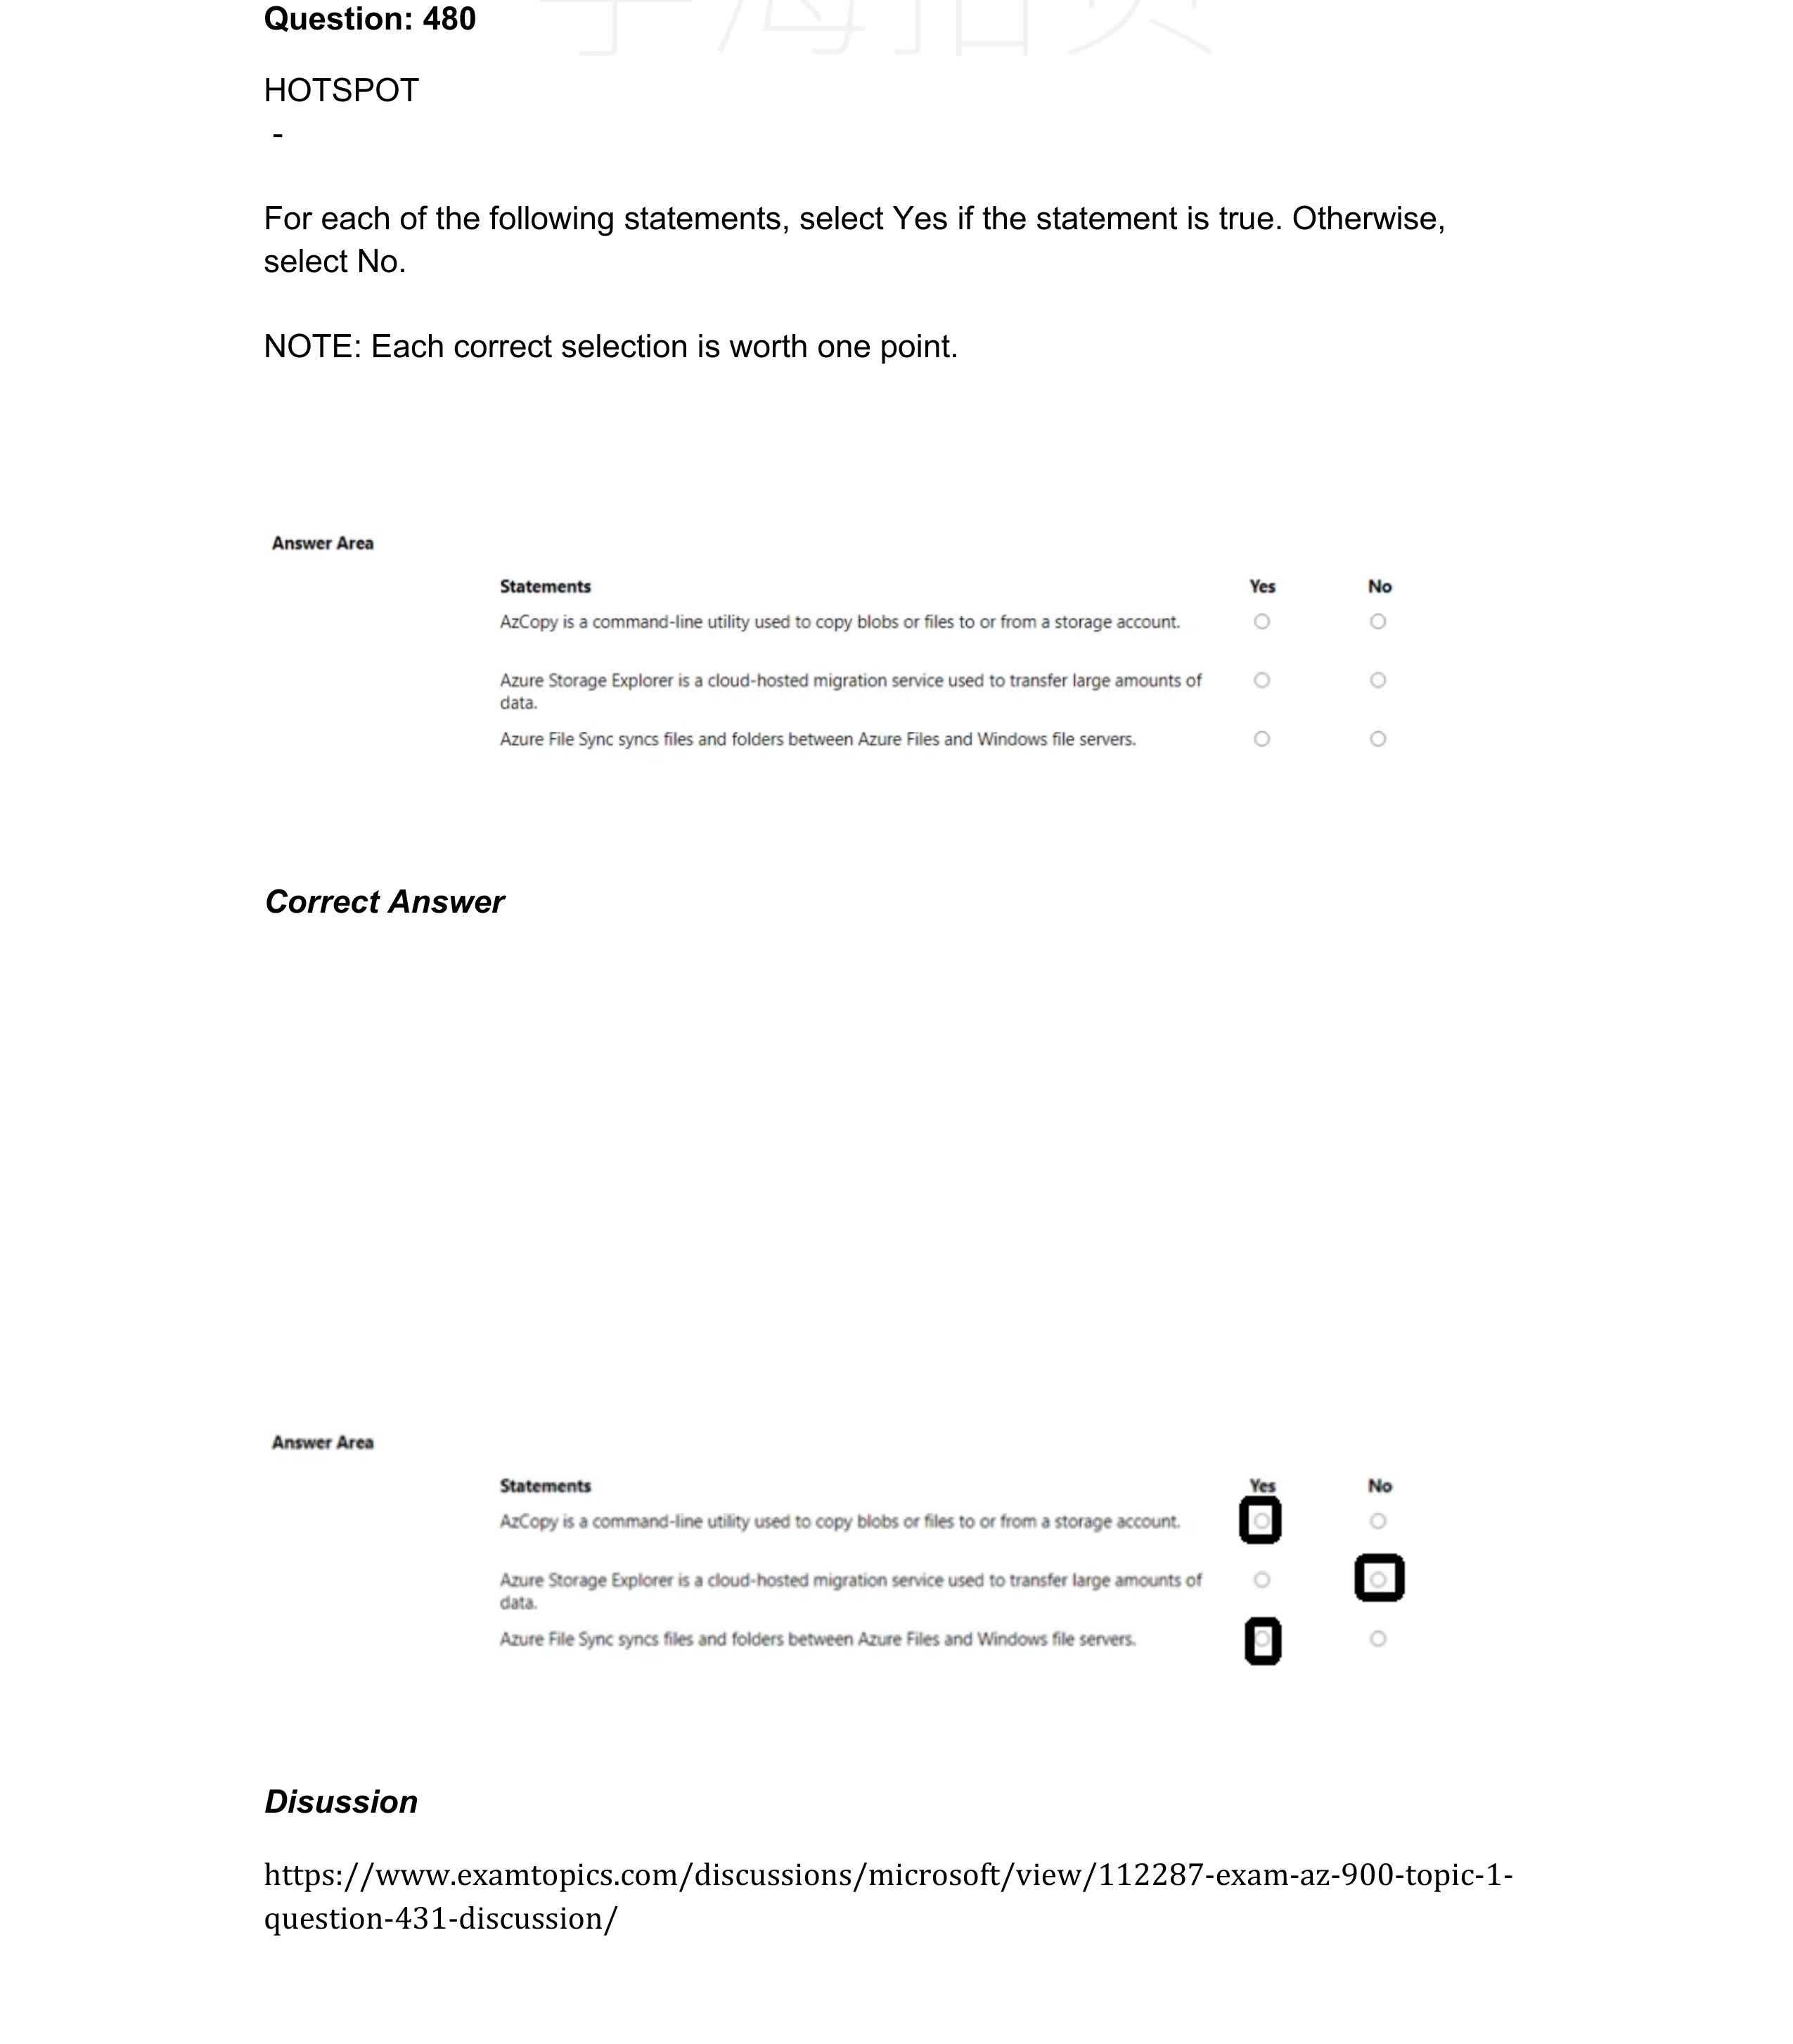 Question: 480
HOTSPOT
-
For each of the following statements, select Yes if the statement is true. Otherwise,
select No.
NOTE: Each correct selection is worth one point.
Answer Area
Statements Yes No
AzCopy is a command-line utility used to copy blobs or files to or from a storage account.
Azure Storage Explorer is a cloud-hosted migration service used to transfer large amounts of
data.
Azure File Sync syncs files and folders between Azure Files and Windows file servers.
Correct Answer
Answer Area
Statements Yes No
AzCopy is a command-line utility used to copy blobs or files to or from a storage account.
Azure Storage Explorer is a cloud-hosted migration service used to transfer large amounts of
data.
Azure File Sync syncs files and folders between Azure Files and Windows file servers.
Disussion
https://www.examtopics.com/discussions/microsoft/view/112287-exam-az-900-topic-1-
question-431-discussion/